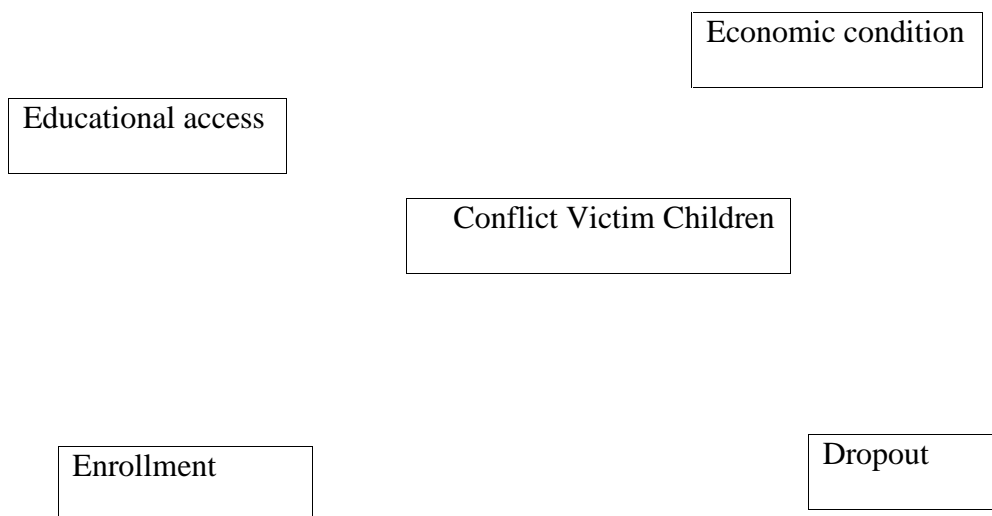 Economic condition
Educational access
Conflict Victim Children
Enrollment
Dropout